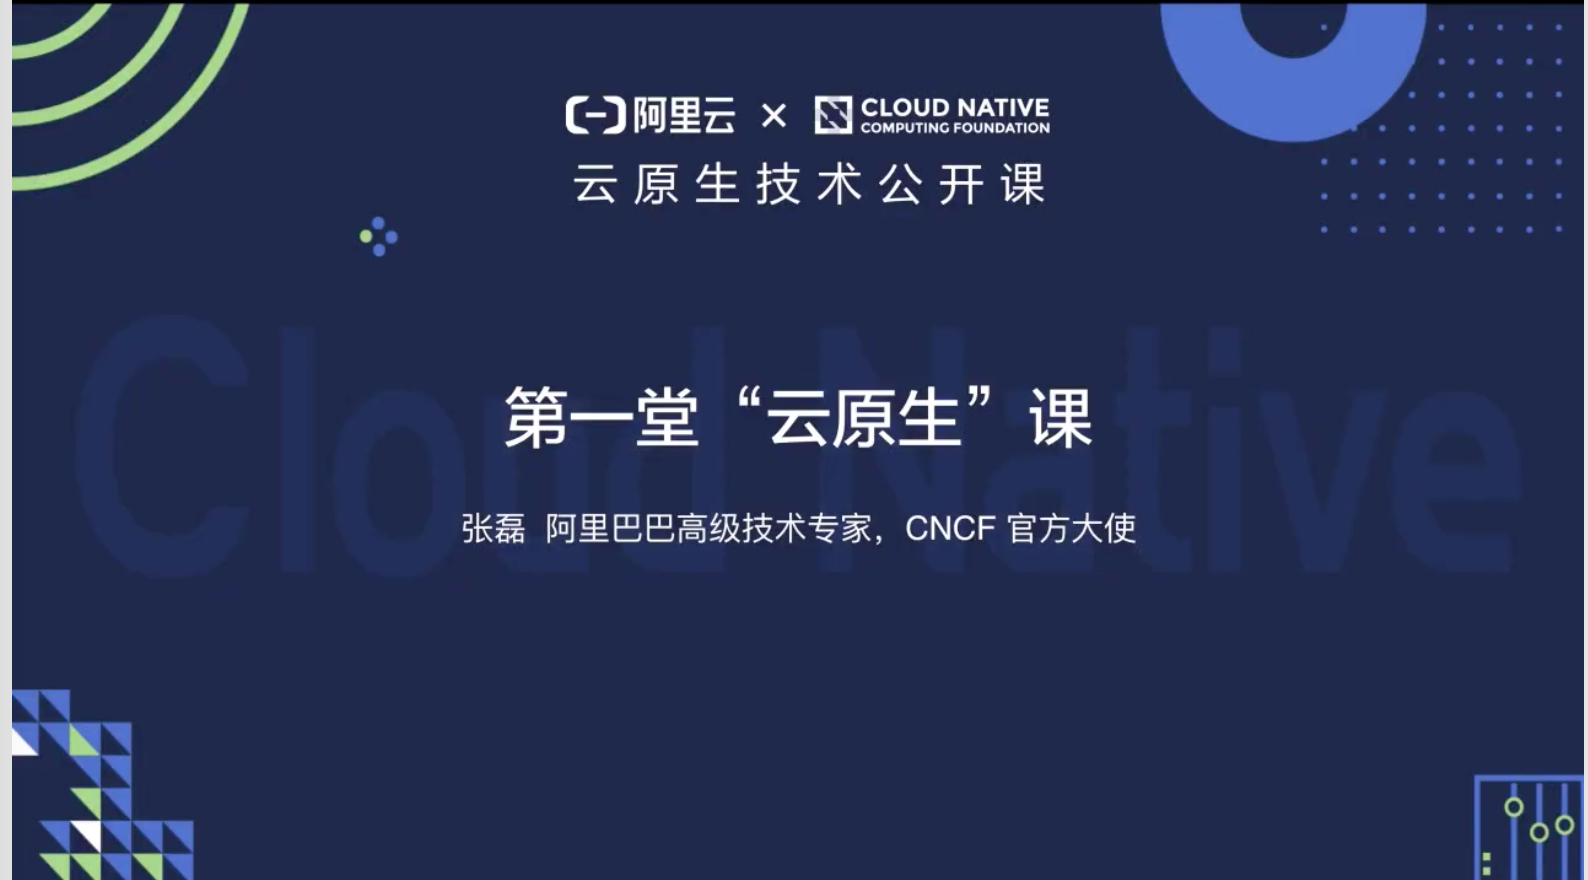 阿里云 × CLOUD NATIVE
COMPUTING FOUNDATION
云原生技术公开课
Cloud Native
第一堂“云原生”课
张磊 阿里巴巴高级技术专家，CNCF 官方大使